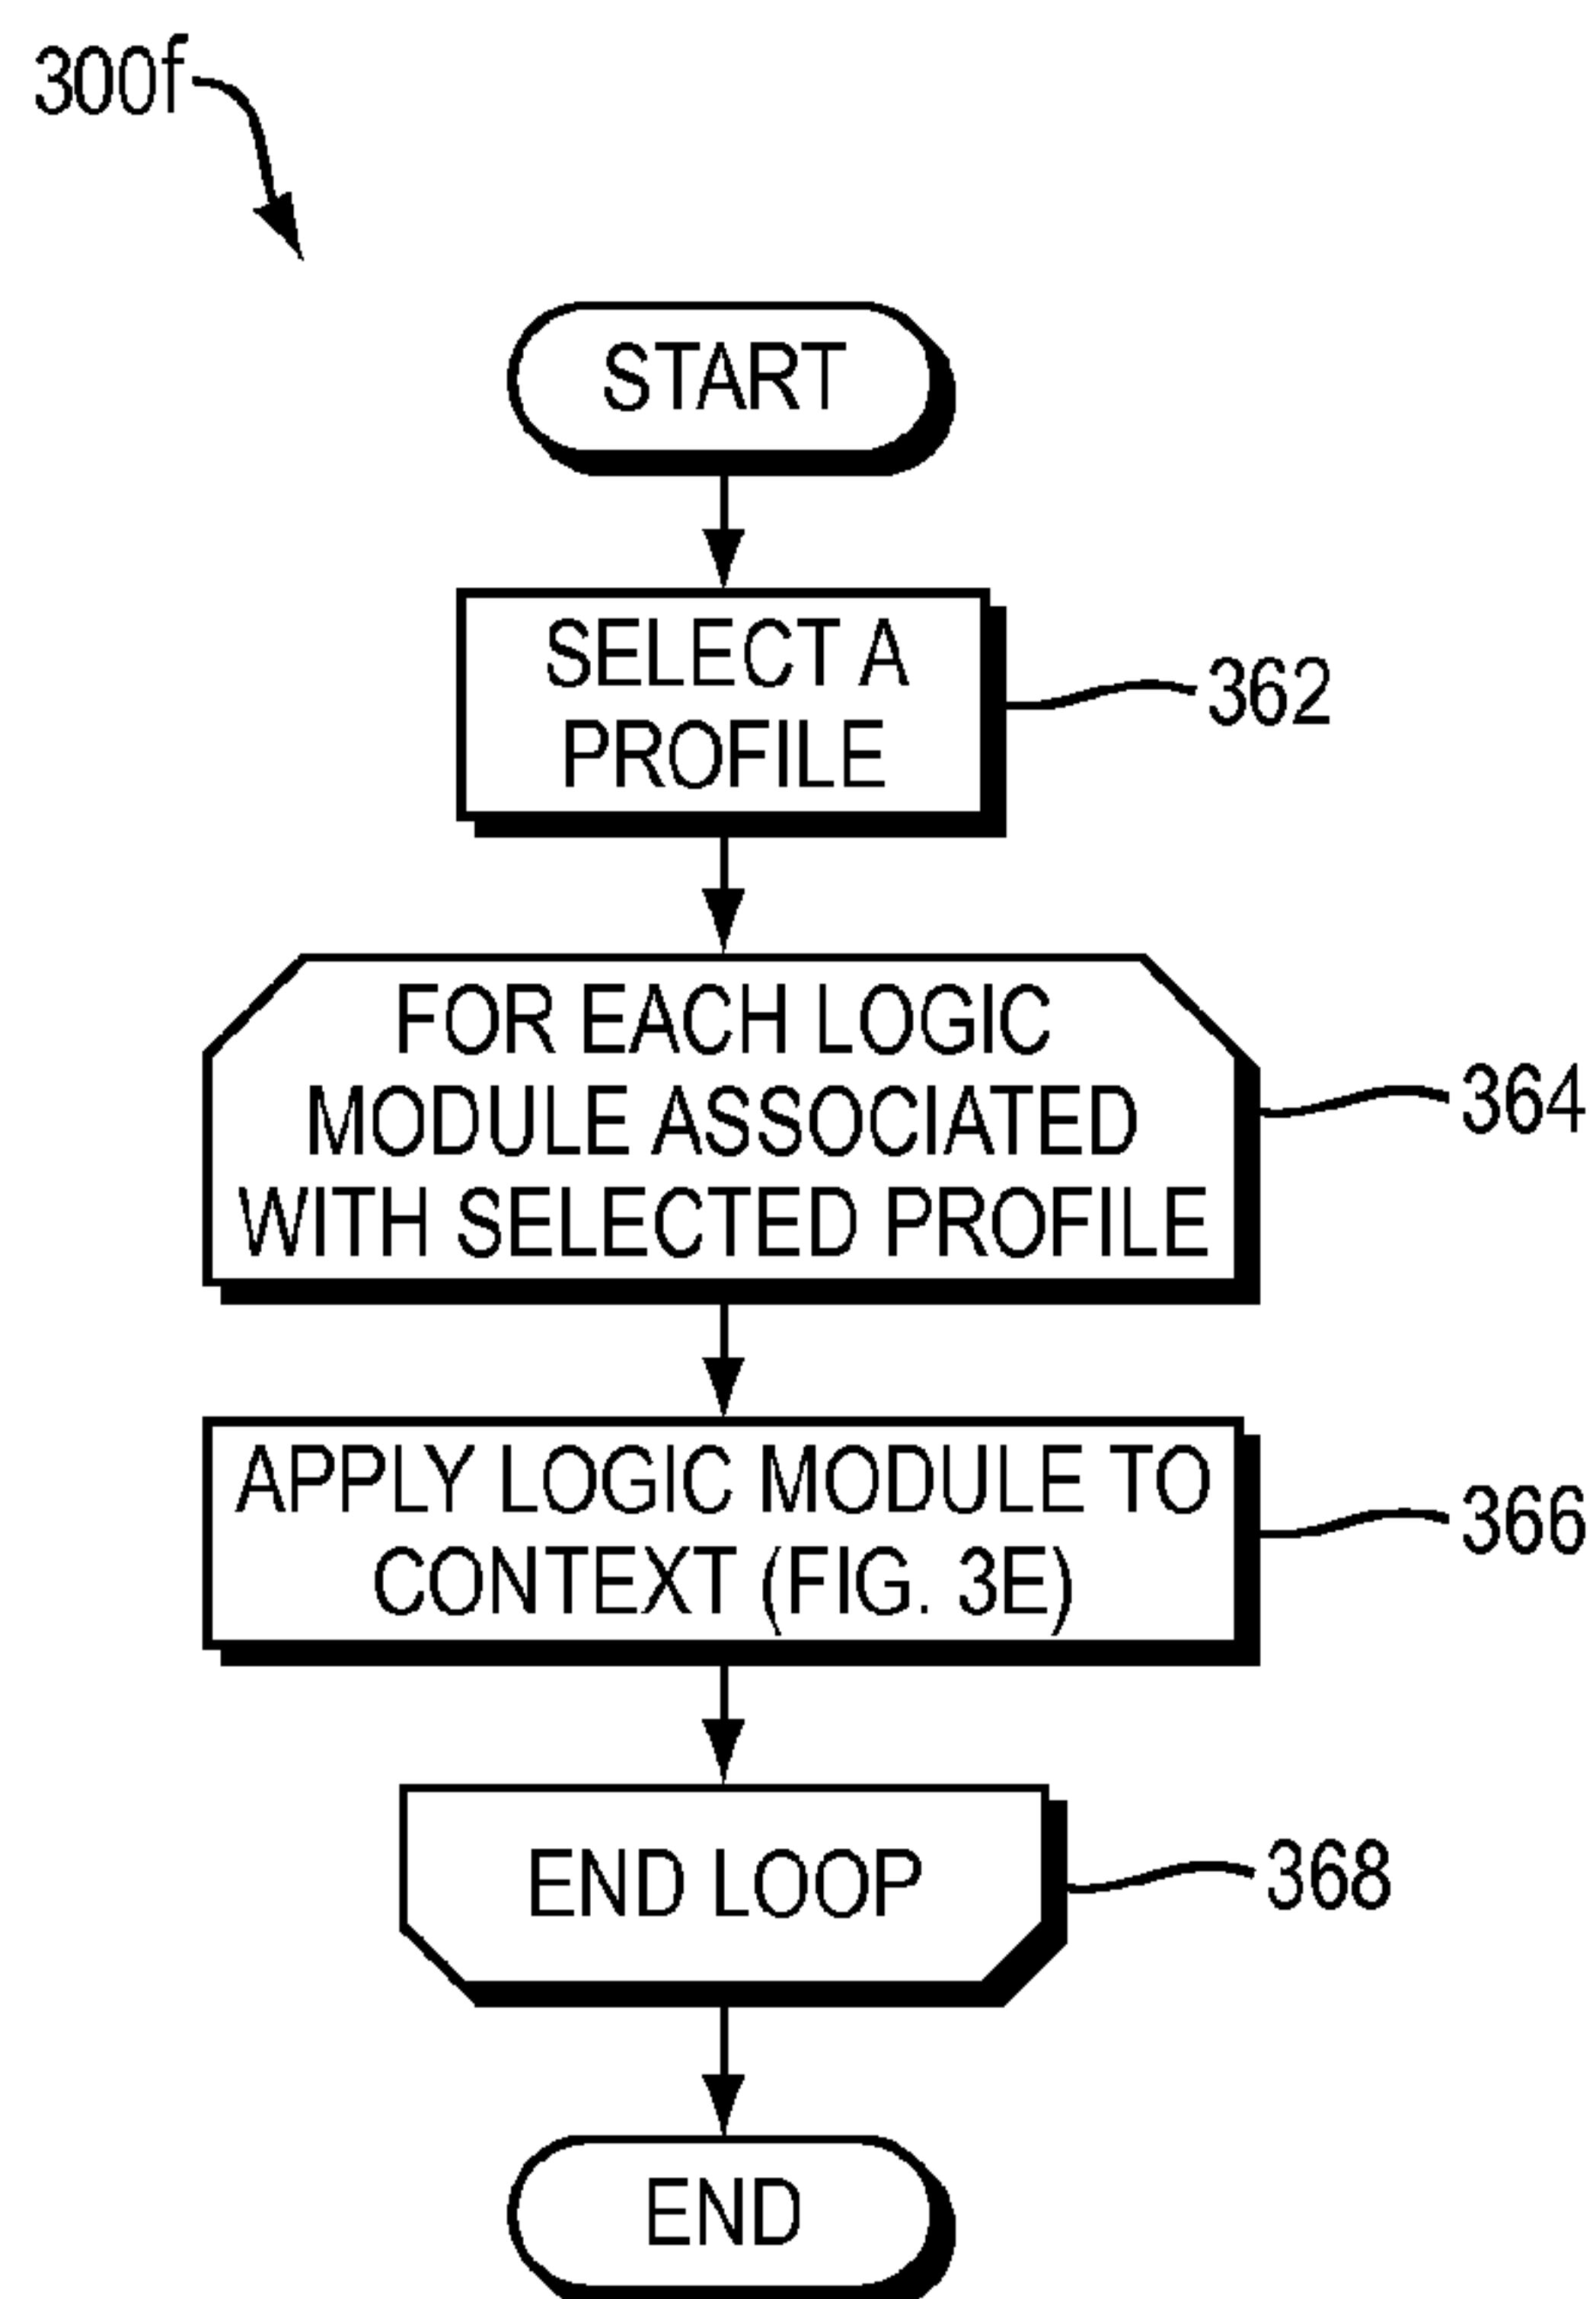 300f
START
SELECT A
PROFILE
362
FOR EACH LOGIC
MODULE ASSOCIATED
WITH SELECTED PROFILE
364
APPLY LOGIC MODULE TO
CONTEXT (FIG. 3E)
366
END LOOP
368
END